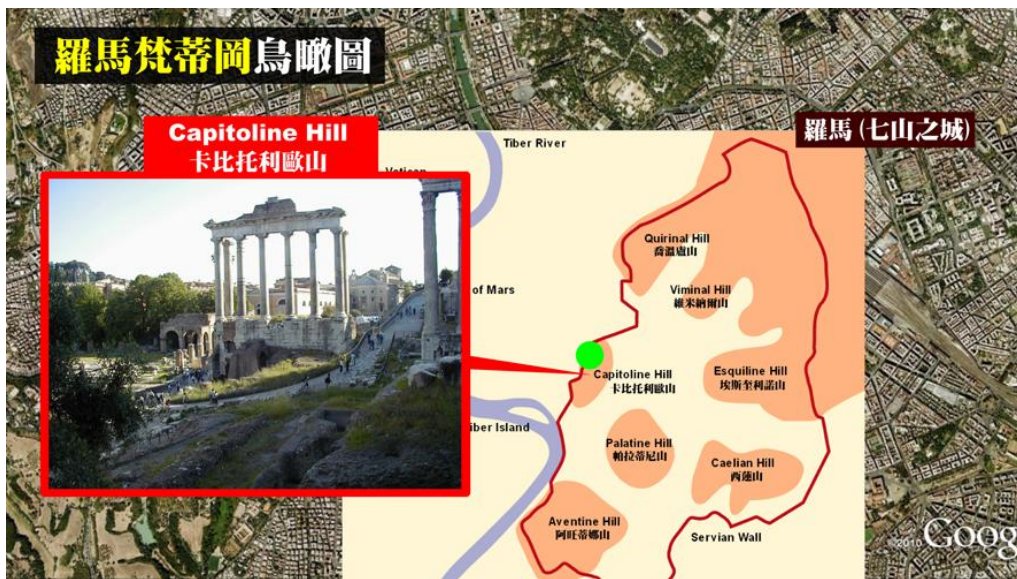 羅馬梵蒂岡鳥瞰圖
羅馬 (七山之城)
Capitoline Hill
卡比托利歐山
Tiber River
Quirinal Hill
喬溫盧山
of Mars
Viminal Hill
維米納爾山
Capitoline Hill
卡比托利歐山
Esquiline Hill
埃斯奎利諾山
iber Island
Palatine Hill
帕拉蒂尼山
Caelian Hill
西蓮山
Aventine Hill
阿旺蒂娜山
Servian Wall
©2010 Goog